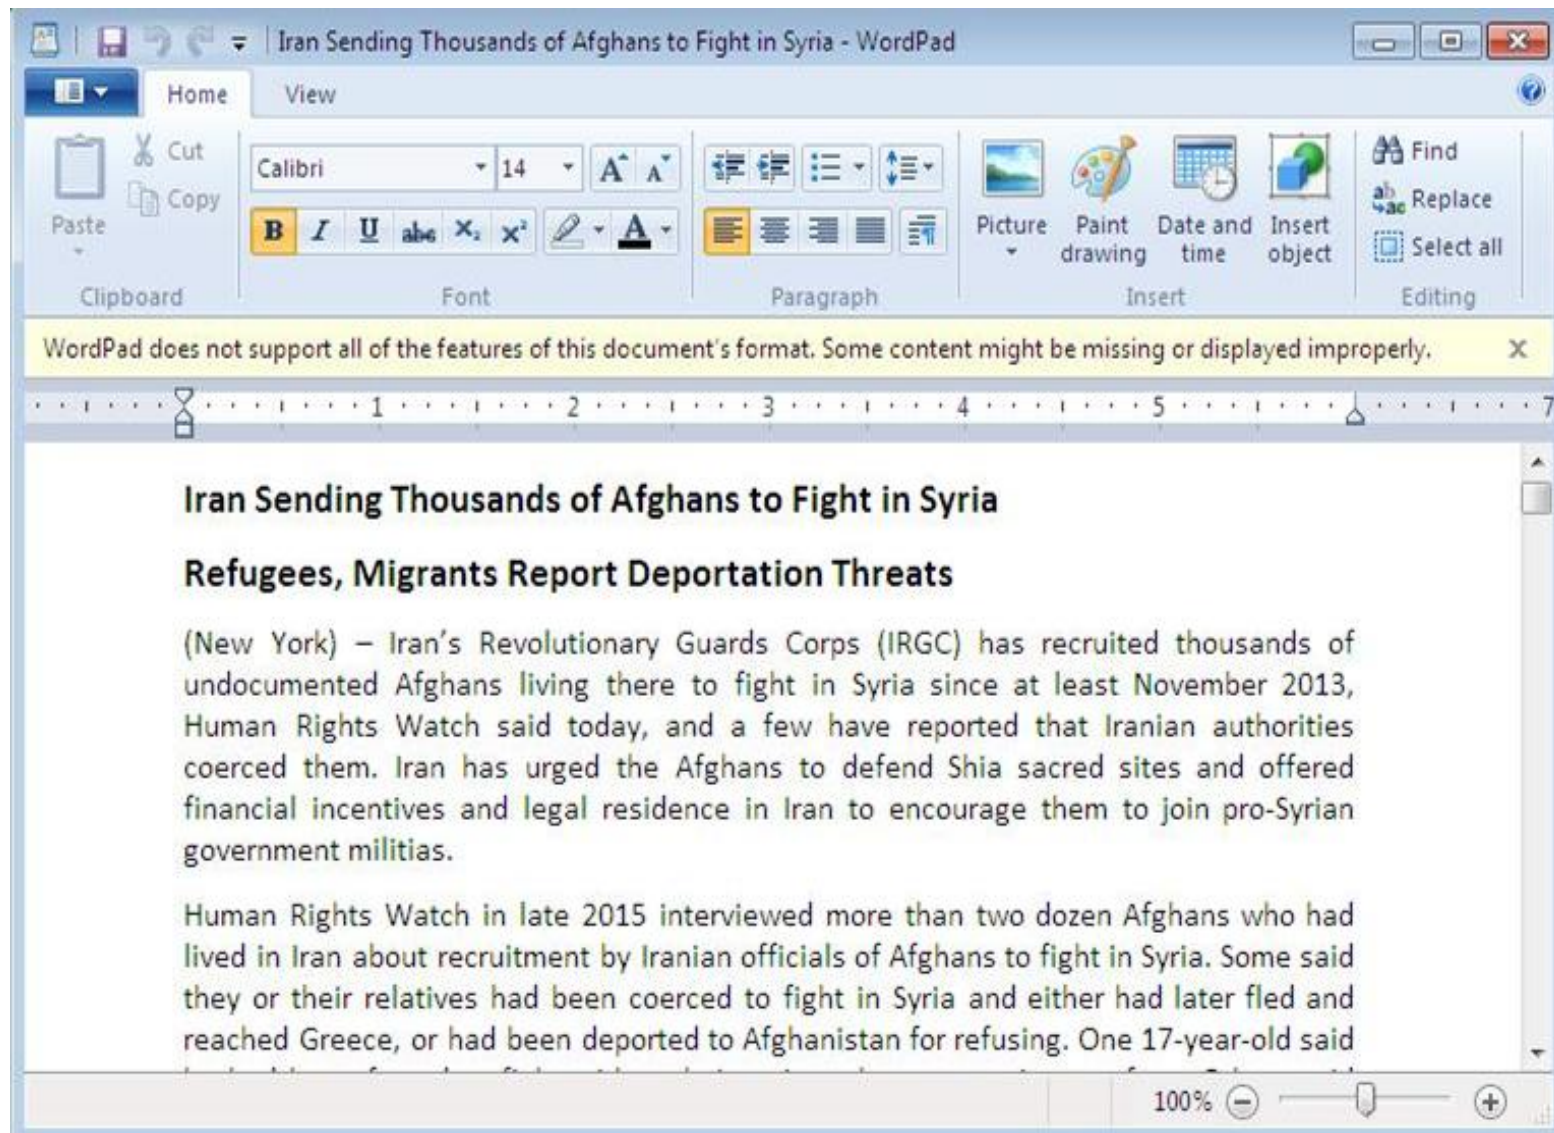 Iran Sending Thousands of Afghans to Fight in Syria - WordPad
Home View
Paste
Cut
Copy
Clipboard
Calibri 14
B I U abc X₂ x²
A
Font
Paragraph
Picture
Paint drawing
Date and time
Insert object
Insert
Find
Replace
Select all
Editing
WordPad does not support all of the features of this document's format. Some content might be missing or displayed improperly.
1 2 3 4 5 7
Iran Sending Thousands of Afghans to Fight in Syria
Refugees, Migrants Report Deportation Threats
(New York) – Iran’s Revolutionary Guards Corps (IRGC) has recruited thousands of
undocumented Afghans living there to fight in Syria since at least November 2013,
Human Rights Watch said today, and a few have reported that Iranian authorities
coerced them. Iran has urged the Afghans to defend Shia sacred sites and offered
financial incentives and legal residence in Iran to encourage them to join pro-Syrian
government militias.
Human Rights Watch in late 2015 interviewed more than two dozen Afghans who had
lived in Iran about recruitment by Iranian officials of Afghans to fight in Syria. Some said
they or their relatives had been coerced to fight in Syria and either had later fled and
reached Greece, or had been deported to Afghanistan for refusing. One 17-year-old said
100%